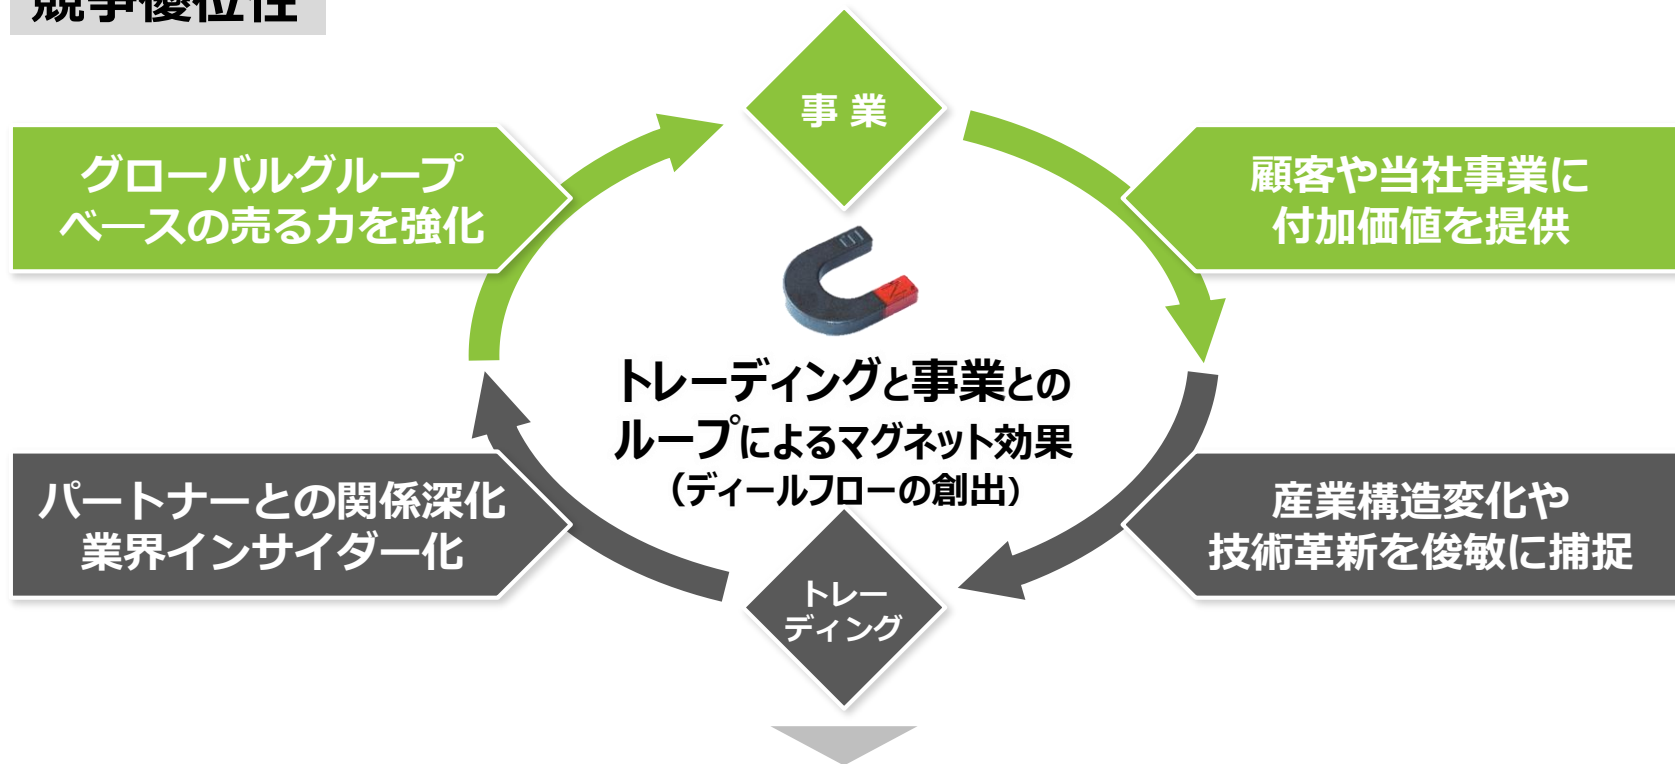 競争優位性
事 業
グローバルグループ
ベースの売る力を強化
顧客や当社事業に
付加価値を提供
トレーディングと事業との
ループによるマグネット効果
（ディールフローの創出）
パートナーとの関係深化
業界インサイダー化
産業構造変化や
技術革新を俊敏に捕捉
トレー
ディング